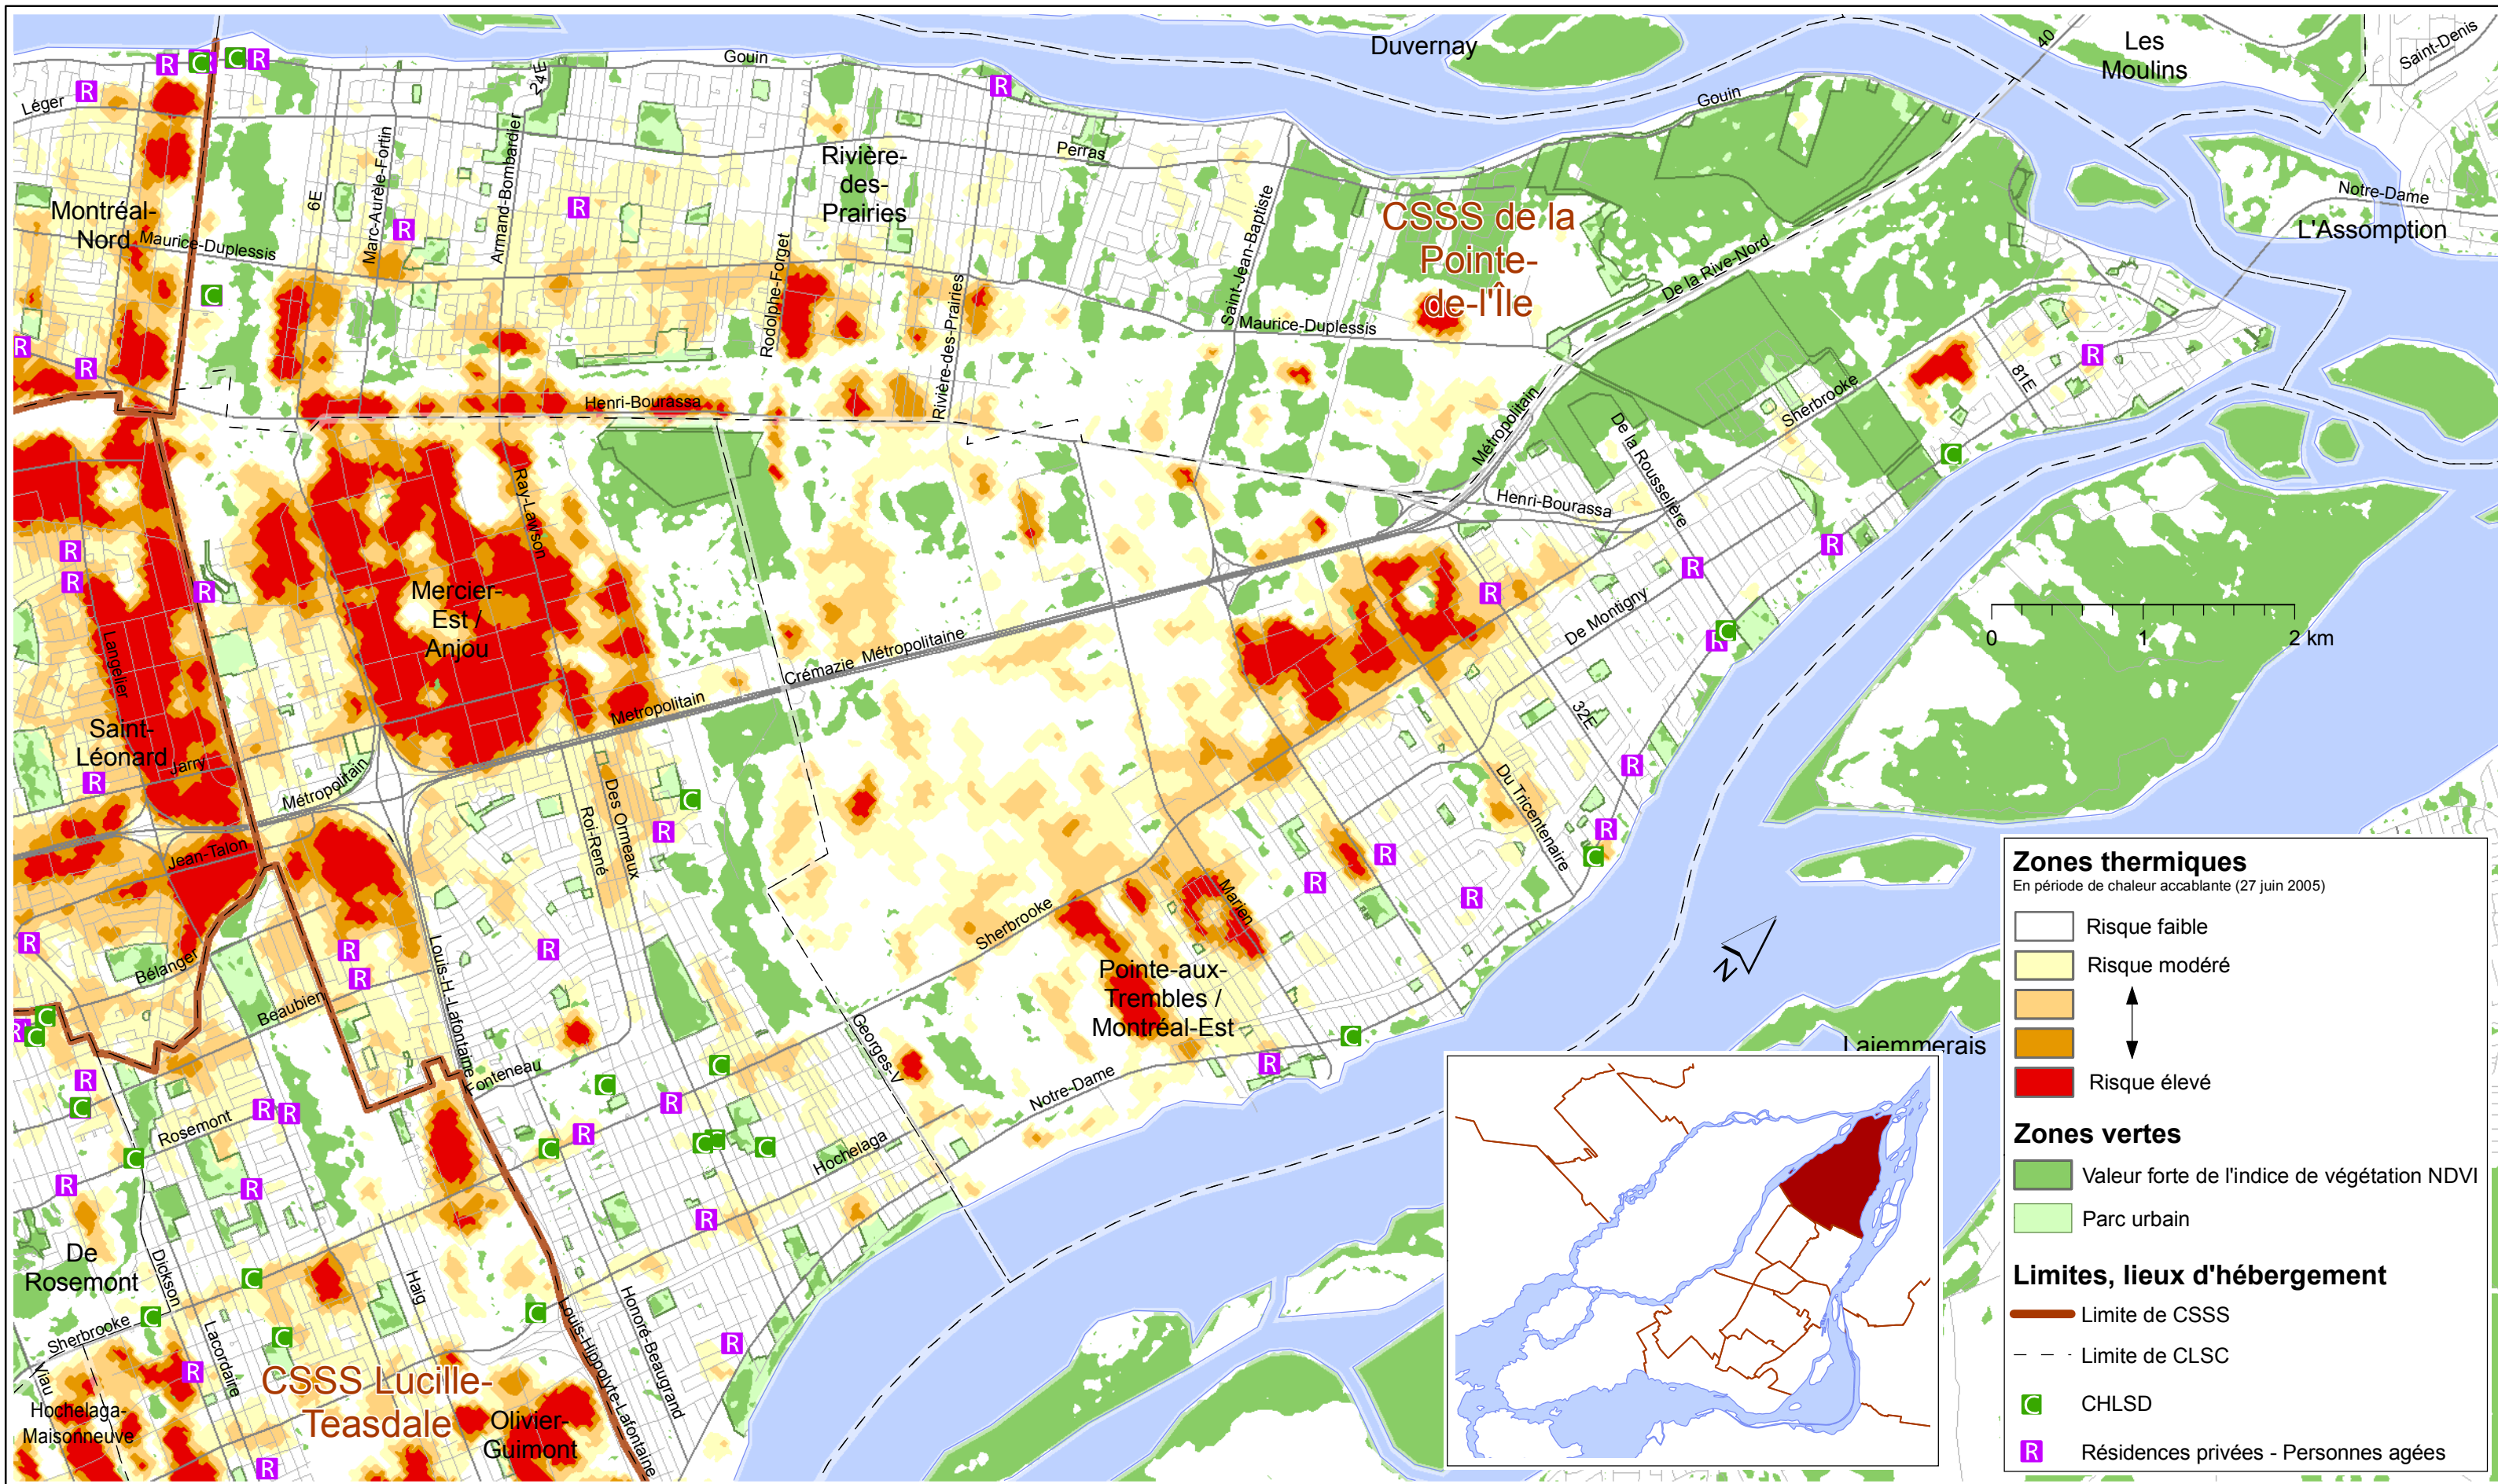 Duvernay
Les
Moulins
Saint-Denis
40
Gouin
Gouin
Léger
24E
Perras
Rivière-
des-
Prairies
6E
Marc-Aurèle-Fortin
Armand-Bombardier
Montréal-
Nord
Maurice-Duplessis
Rodolphe-Forget
Rivière-des-Prairies
Saint-Jean-Baptiste
CSSS de la
Pointe-
de-l'Île
De la Rive-Nord
Notre-Dame
L'Assomption
Maurice-Duplessis
Henri-Bourassa
Métropolitain
Sherbrooke
81E
De la Rousselière
Henri-Bourassa
Ray-Lawson
Mercier-
Est /
Anjou
Langelier
De Montigny
0 1 2 km
Crémazie Métropolitaine
Metropolitain
Saint-
Léonard
Jarry
Métropolitain
32E
Du Tricentenaire
Des Ormeaux
Roi-René
Jean-Talon
Marien
Sherbrooke
Bélanger
Beaubien
Louis-H.-Lafontaine
Pointe-aux-
Trembles /
Montréal-Est
Georges-V
N
Lajemmerais
Fonteneau
Notre-Dame
Rosemont
Hochelaga
De
Rosemont
Dickson
Haig
Sherbrooke
Lacordaire
Viau
Louis-Hippolyte-Lafontaine
Honoré-Beaugrand
CSSS Lucille-
Teasdale
Hochelaga-
Maisonneuve
Olivier-
Guimont
Zones thermiques
En période de chaleur accablante (27 juin 2005)
Risque faible
Risque modéré
Risque élevé
Zones vertes
Valeur forte de l'indice de végétation NDVI
Parc urbain
Limites, lieux d'hébergement
Limite de CSSS
Limite de CLSC
C CHLSD
R Résidences privées - Personnes agées